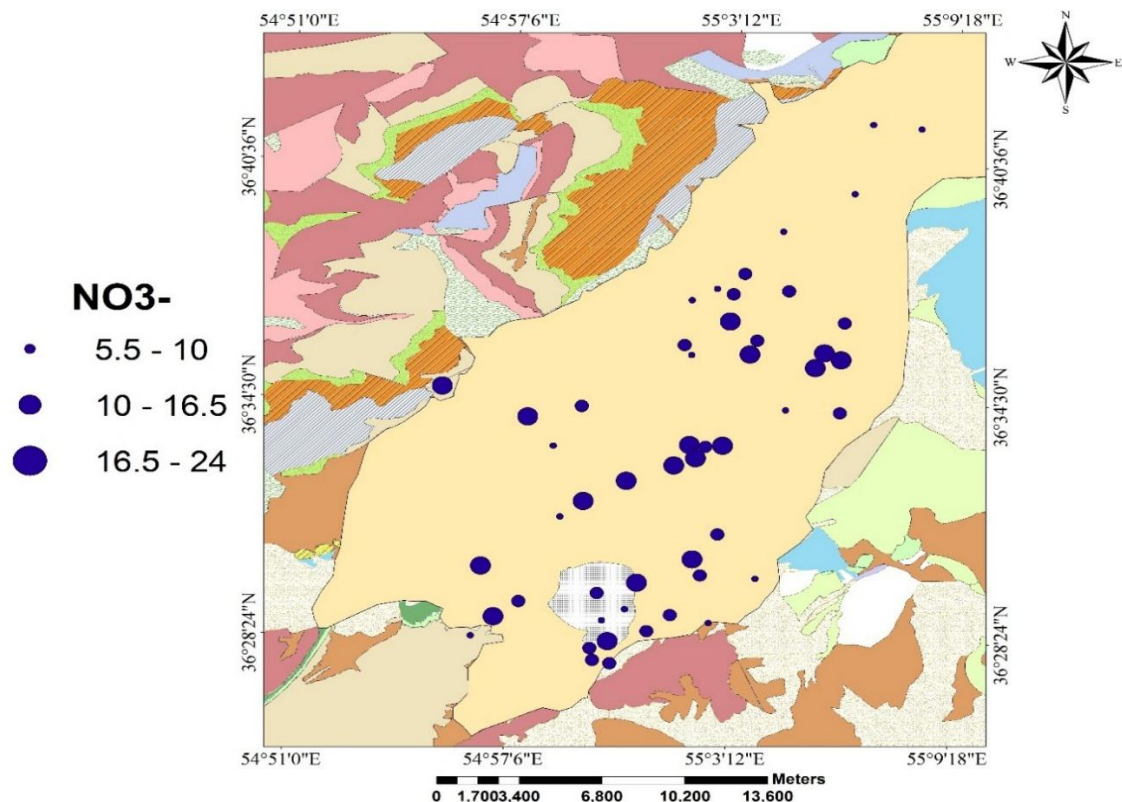 54°51'0"E 54°57'6"E 55°3'12"E 55°9'18"E
N
W E
S
36°40'36"N 36°40'36"N
NO3-
5.5 - 10
10 - 16.5
16.5 - 24
36°34'30"N 36°34'30"N
36°28'24"N 36°28'24"N
54°51'0"E 54°57'6"E 55°3'12"E 55°9'18"E
Meters
0 1.7003.400 6.800 10.200 13.600